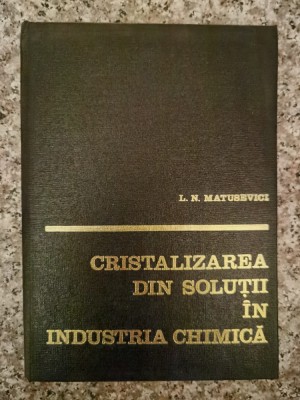 L. N. MATUSEVICI
CRISTALIZAREA
DIN SOLUȚII
ÎN
INDUSTRIA CHIMICĂ